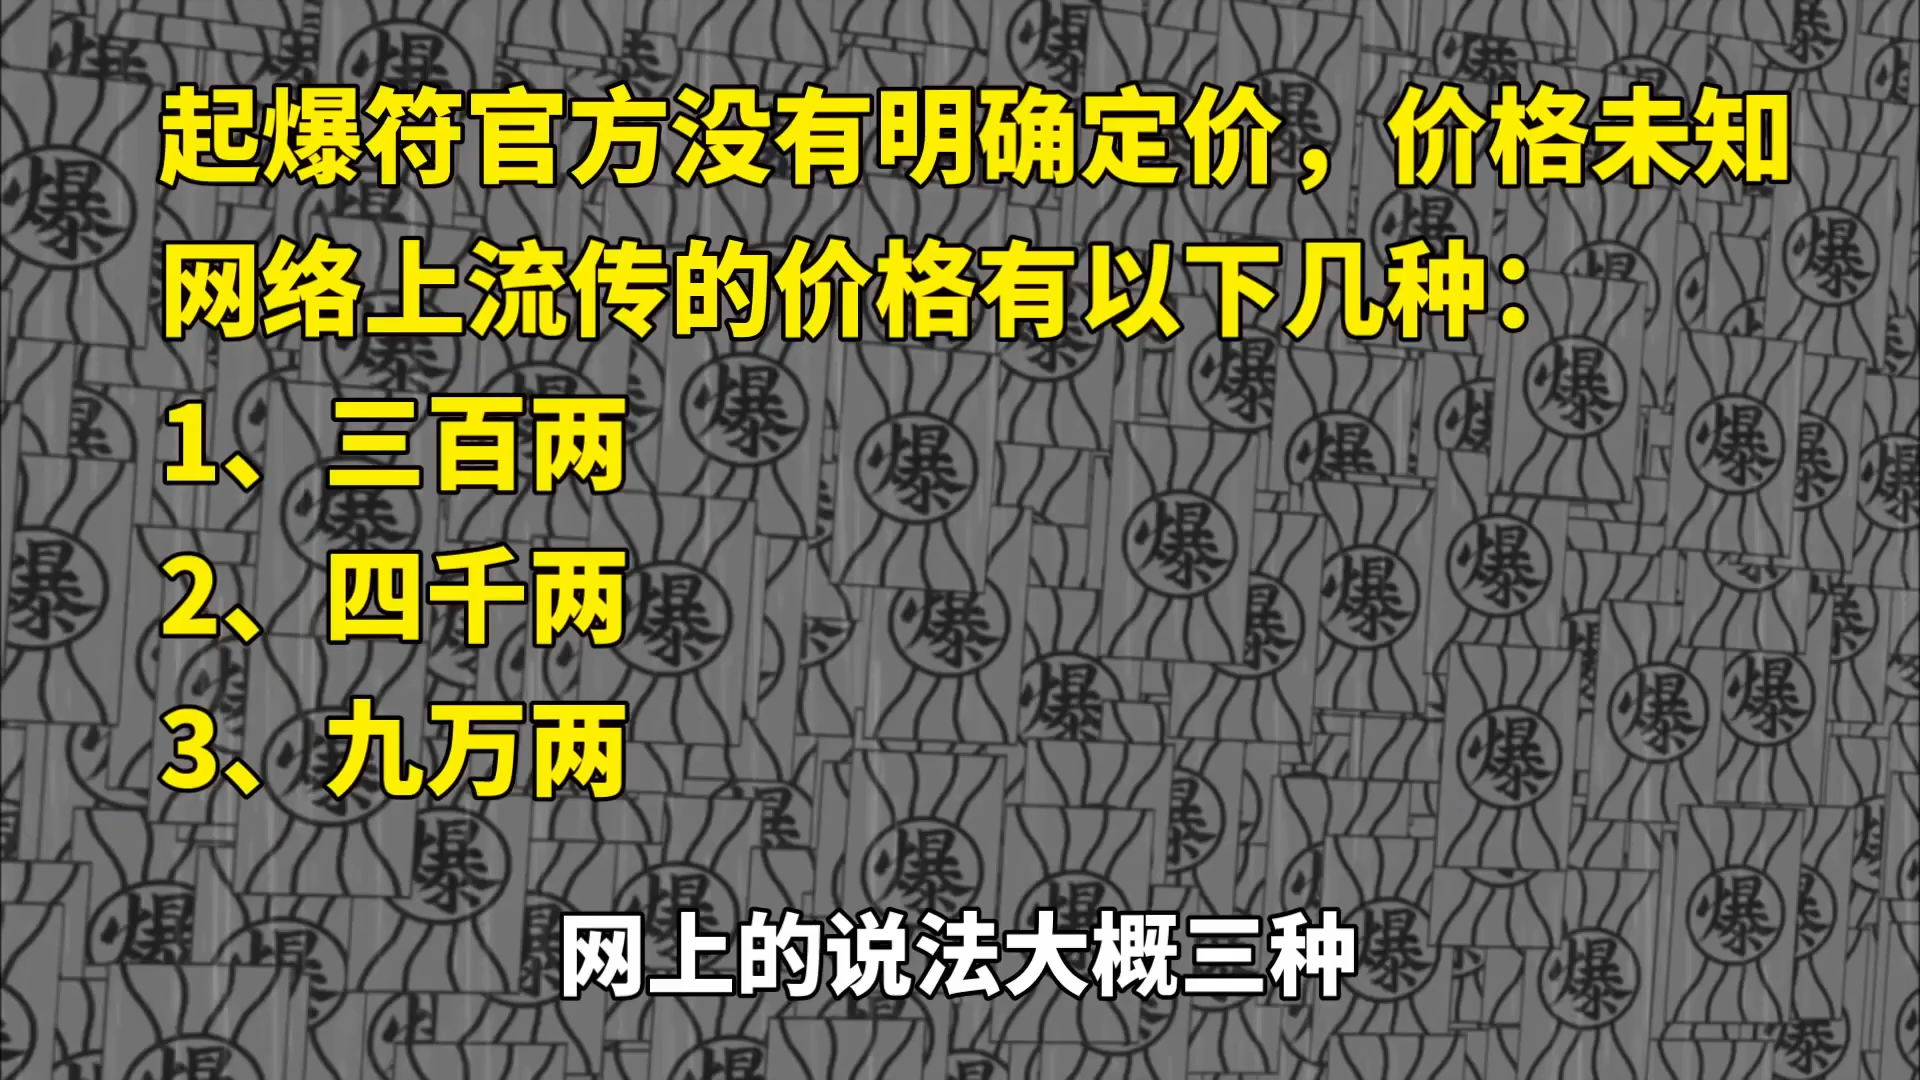 起爆符官方没有明确定价，价格未知
网络上流传的价格有以下几种：
1、三百两
2、四千两
3、九万两
网上的说法大概三种
爆